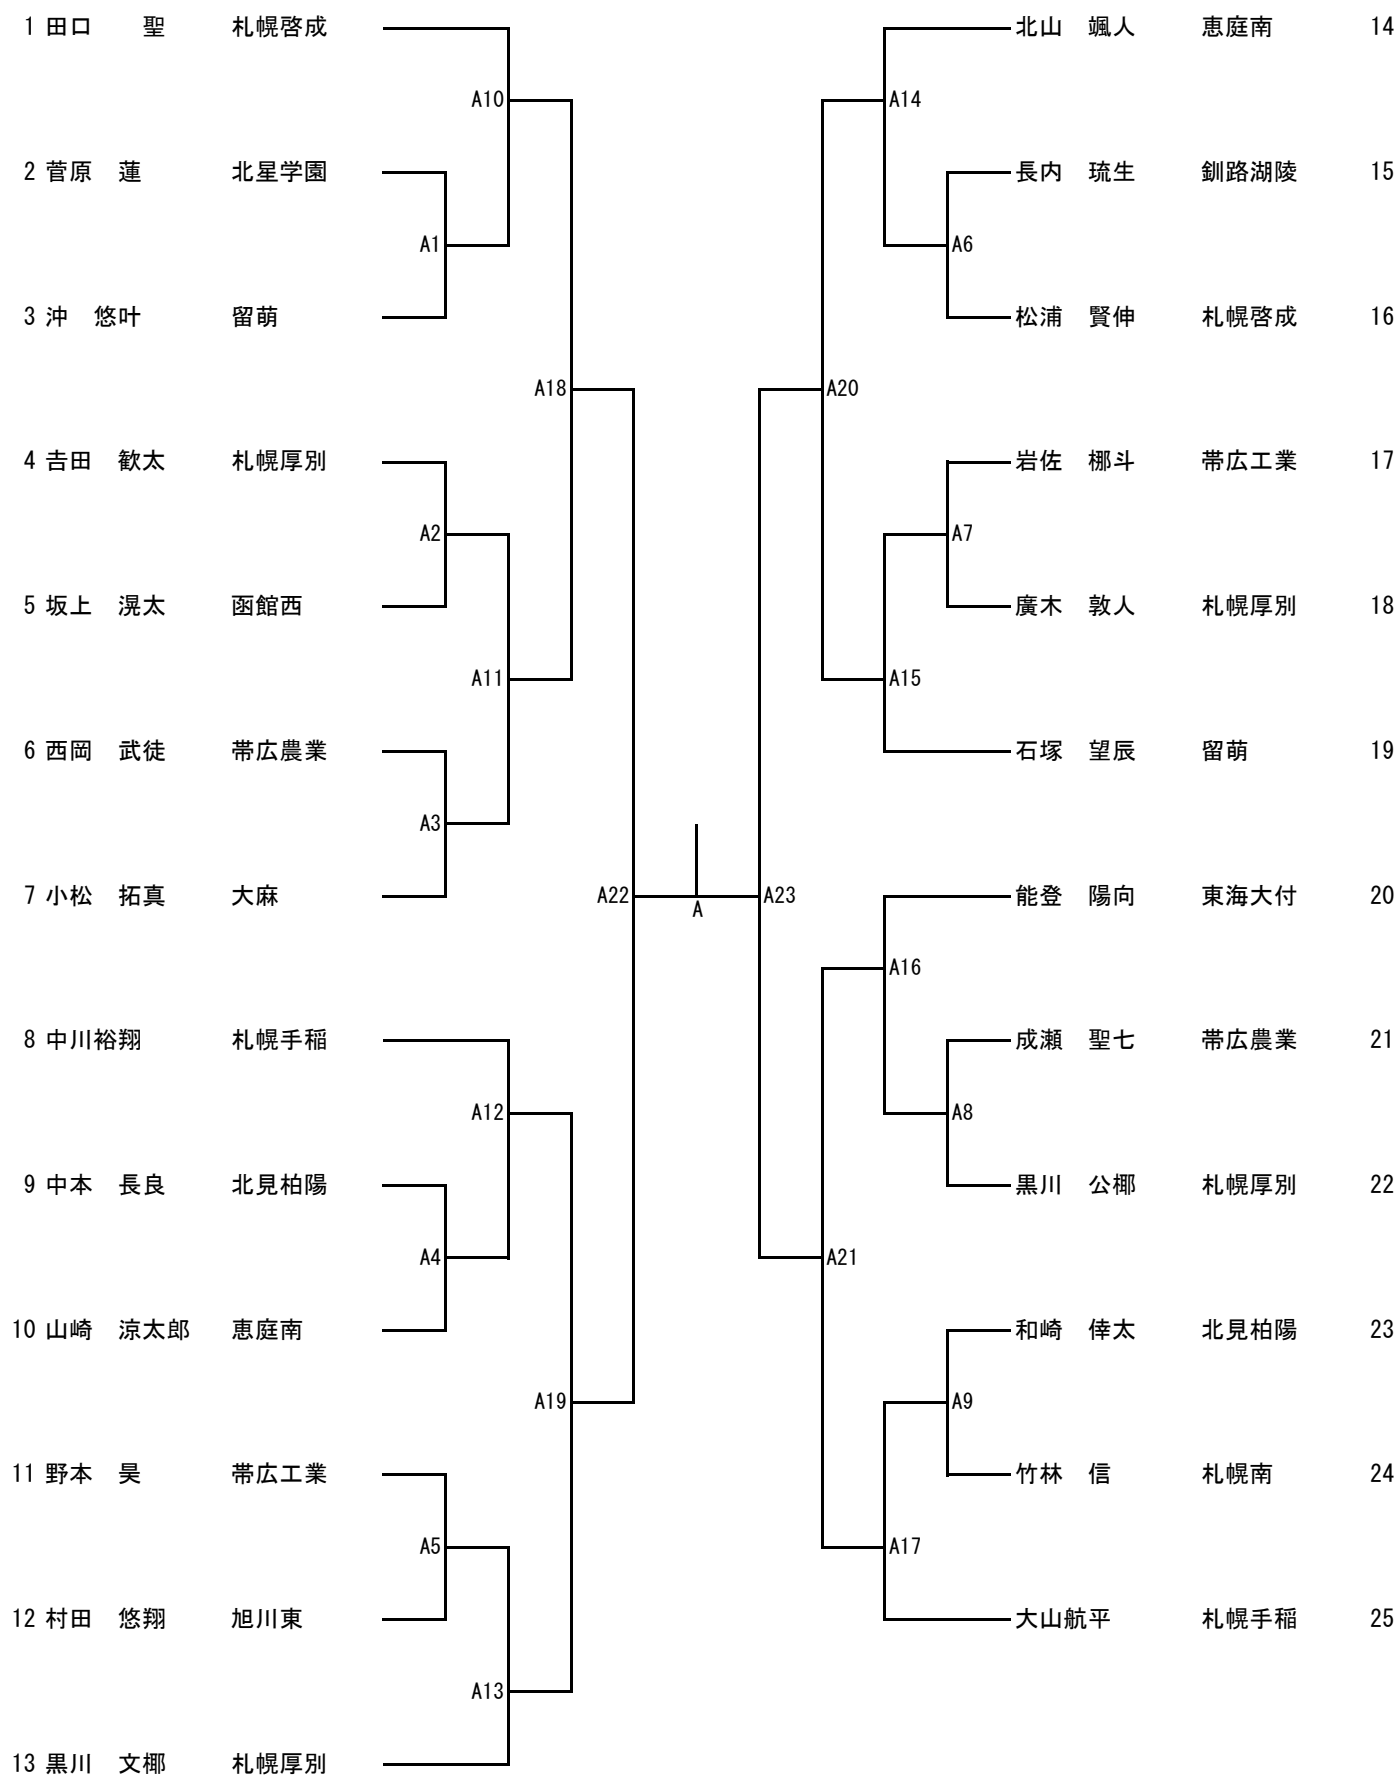 1 田口　　聖　札幌啓成
北山　颯人　恵庭南　14
A10
A14
2 菅原　蓮　北星学園
長内　琉生　釧路湖陵　15
A1
A6
3 沖　悠叶　留萌
松浦　賢伸　札幌啓成　16
A18
A20
4 𠮷田　歓太　札幌厚別
岩佐　梛斗　帯広工業　17
A2
A7
5 坂上　滉太　函館西
廣木　敦人　札幌厚別　18
A11
A15
6 西岡　武徒　帯広農業
石塚　望辰　留萌　19
A3
7 小松　拓真　大麻
A22
A
A23
能登　陽向　東海大付　20
A16
8 中川裕翔　札幌手稲
成瀬　聖七　帯広農業　21
A12
A8
9 中本　長良　北見柏陽
黒川　公椰　札幌厚別　22
A4
A21
10 山崎　涼太郎　恵庭南
和崎　倖太　北見柏陽　23
A19
A9
11 野本　昊　帯広工業
竹林　信　札幌南　24
A5
A17
12 村田　悠翔　旭川東
大山航平　札幌手稲　25
A13
13 黒川　文椰　札幌厚別